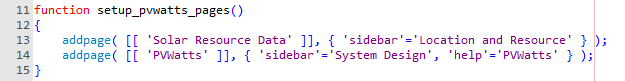 11 function setup_pvwatts_pages()
12 {
13 addpage( [[ 'Solar Resource Data' ]], { 'sidebar'='Location and Resource' } );
14 addpage( [[ 'PVWatts' ]], { 'sidebar'='System Design', 'help'='PVWatts' } );
15 }